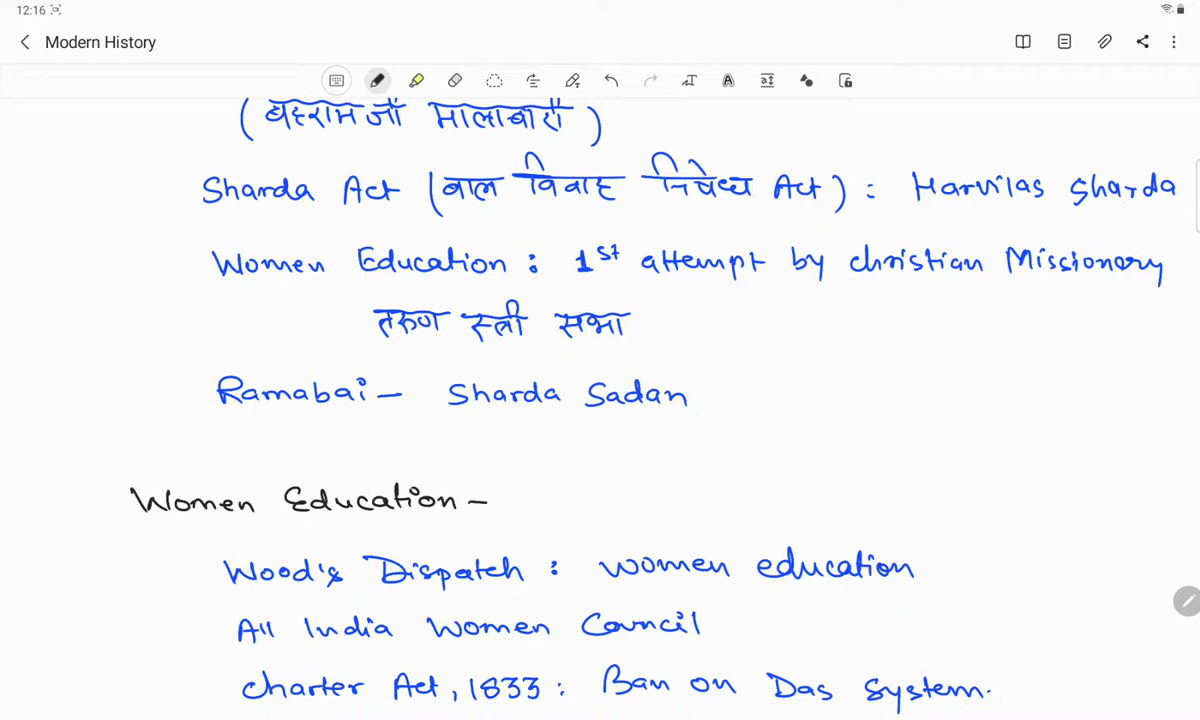 12:16
Modern History
(बहरामजी मालाबारी)
Sharda Act (बाल विवाह निषेध Act) : Harvilas Sharda
Women Education : 1st attempt by Christian Missionary
तरुण स्त्री सभा
Ramabai – Sharda Sadan
Women Education –
Wood's Dispatch : women education
All India Women Council
Charter Act, 1833 : Ban on Das System.